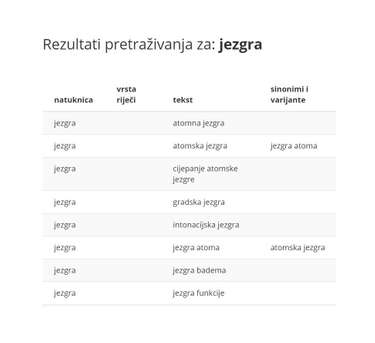 Rezultati pretraživanja za: jezgra
natuknica vrsta riječi tekst sinonimi i varijante
jezgra atomna jezgra
jezgra atomska jezgra jezgra atoma
jezgra cijepanje atomske jezgre
jezgra gradska jezgra
jezgra intonacijska jezgra
jezgra jezgra atoma atomska jezgra
jezgra jezgra badema
jezgra jezgra funkcije